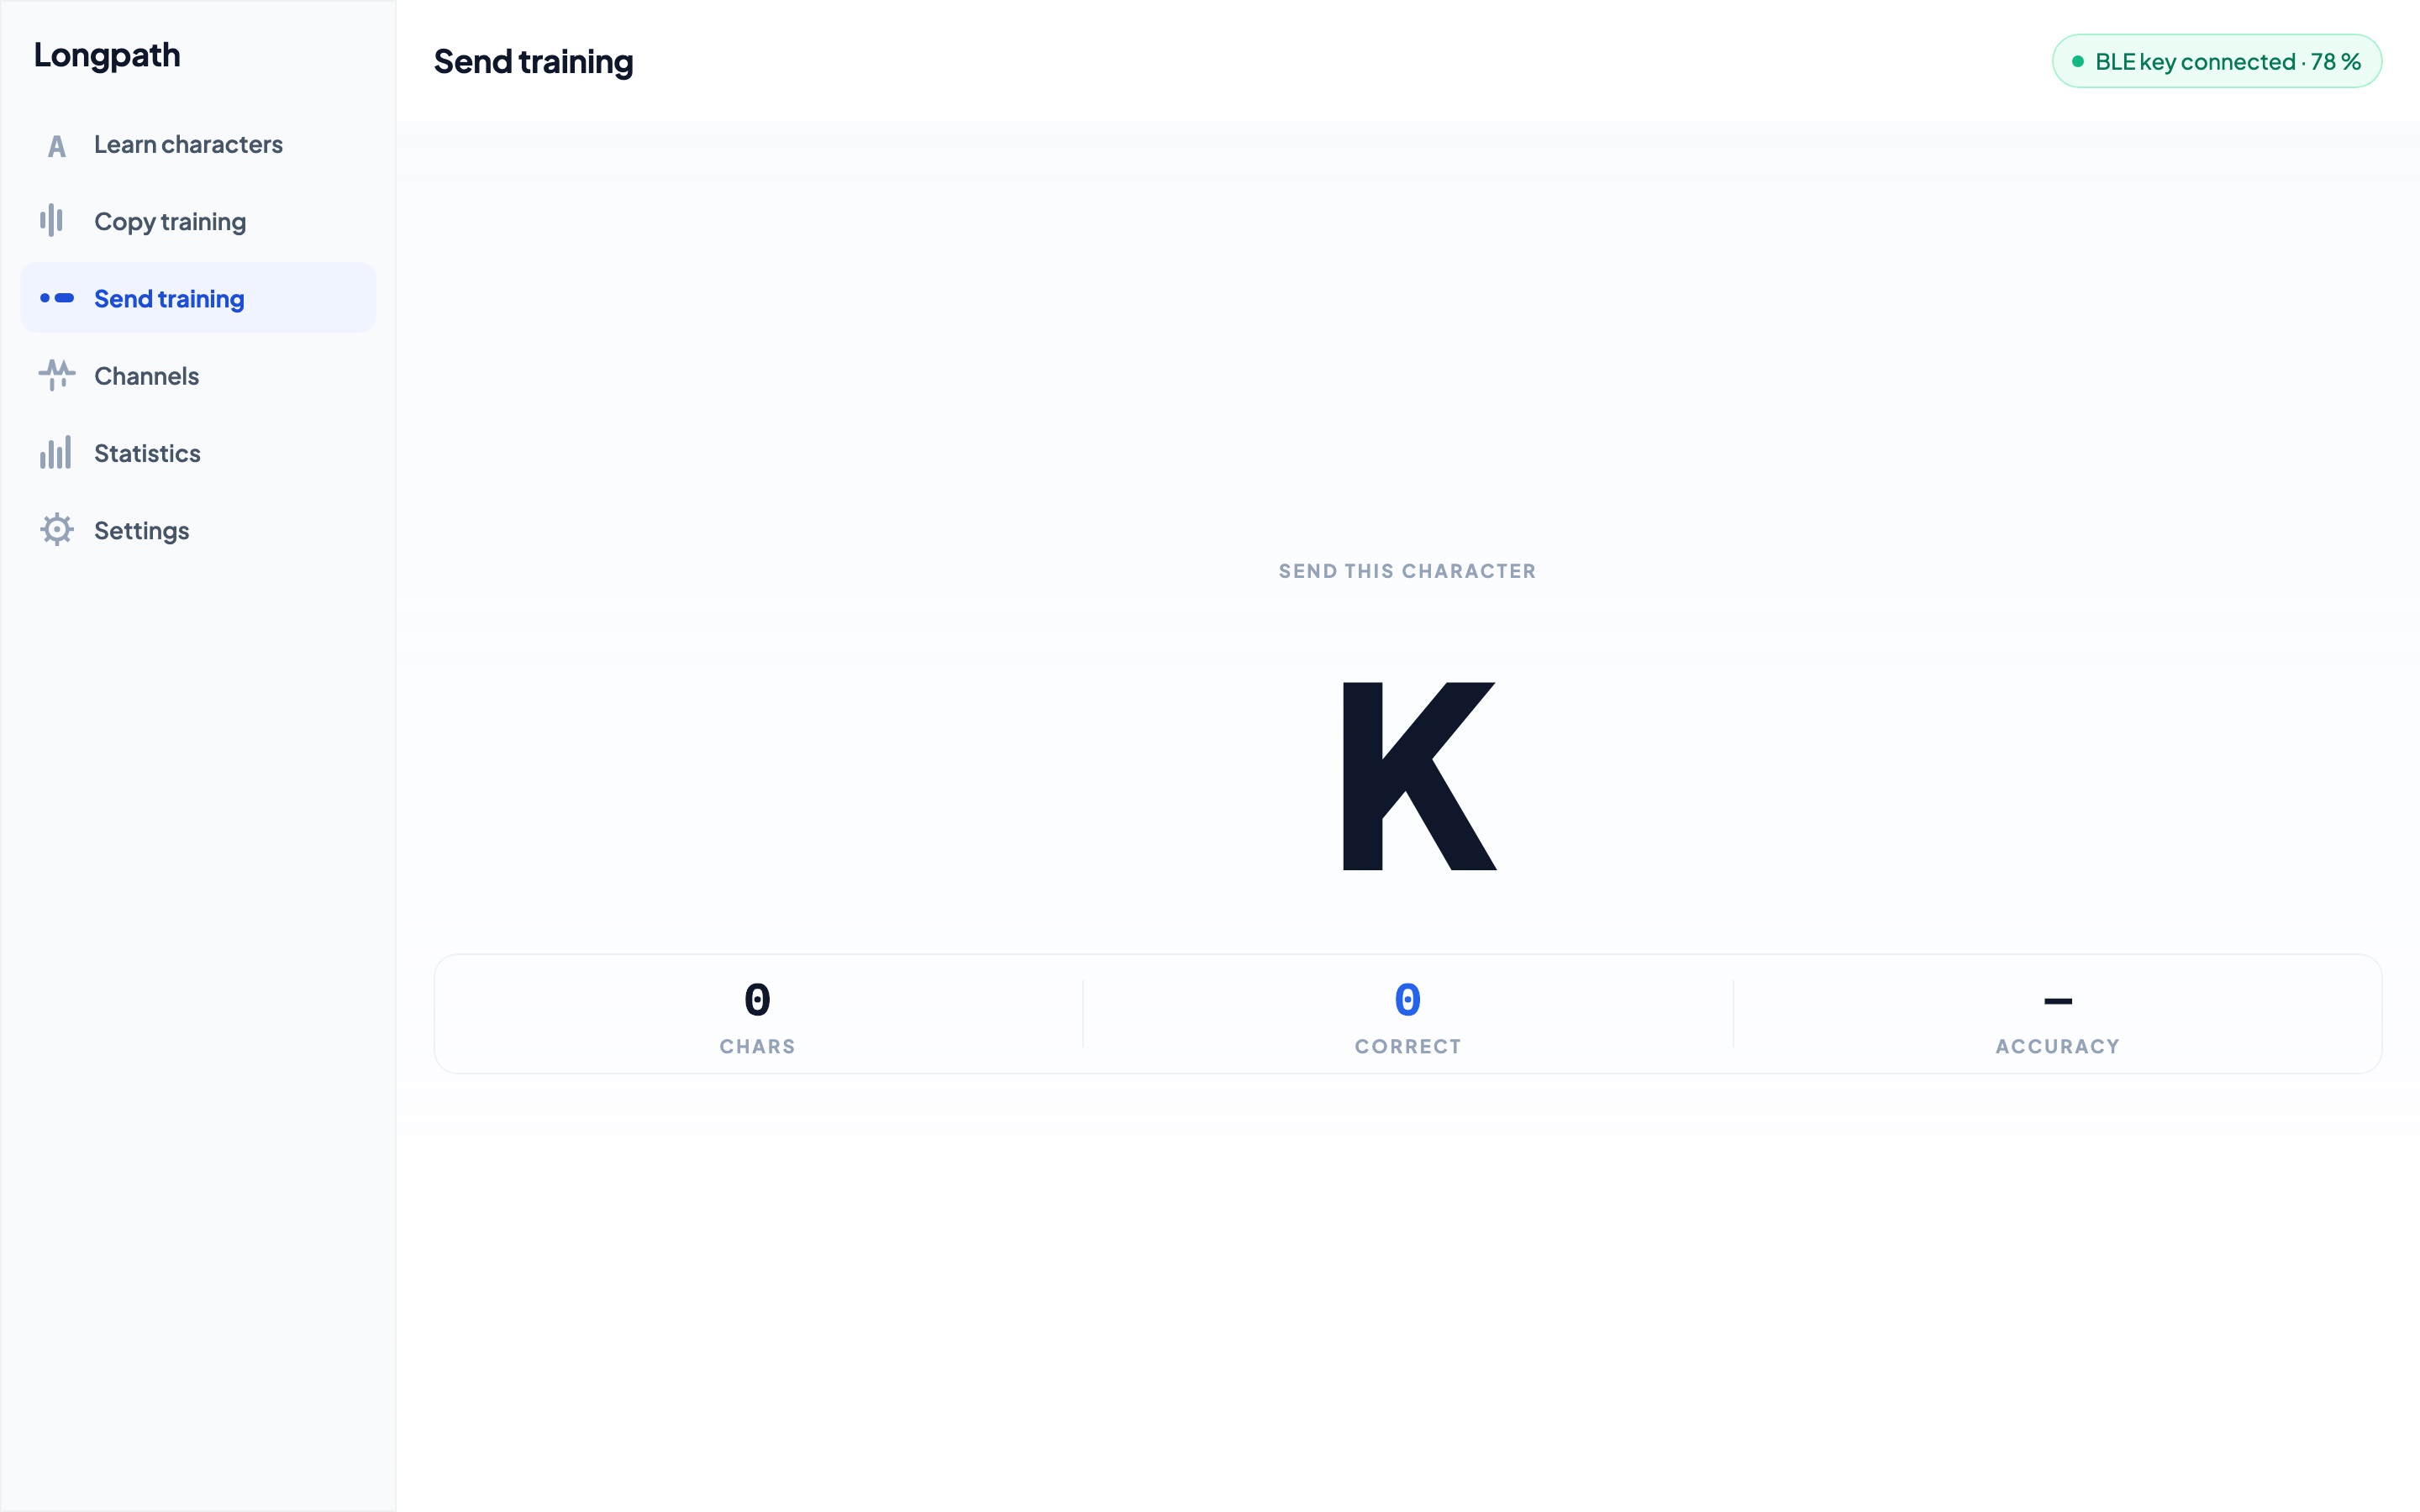 Longpath
Learn characters
Copy training
Send training
Channels
Statistics
Settings
Send training
BLE key connected · 78 %
SEND THIS CHARACTER
K
0
CHARS
0
CORRECT
–
ACCURACY